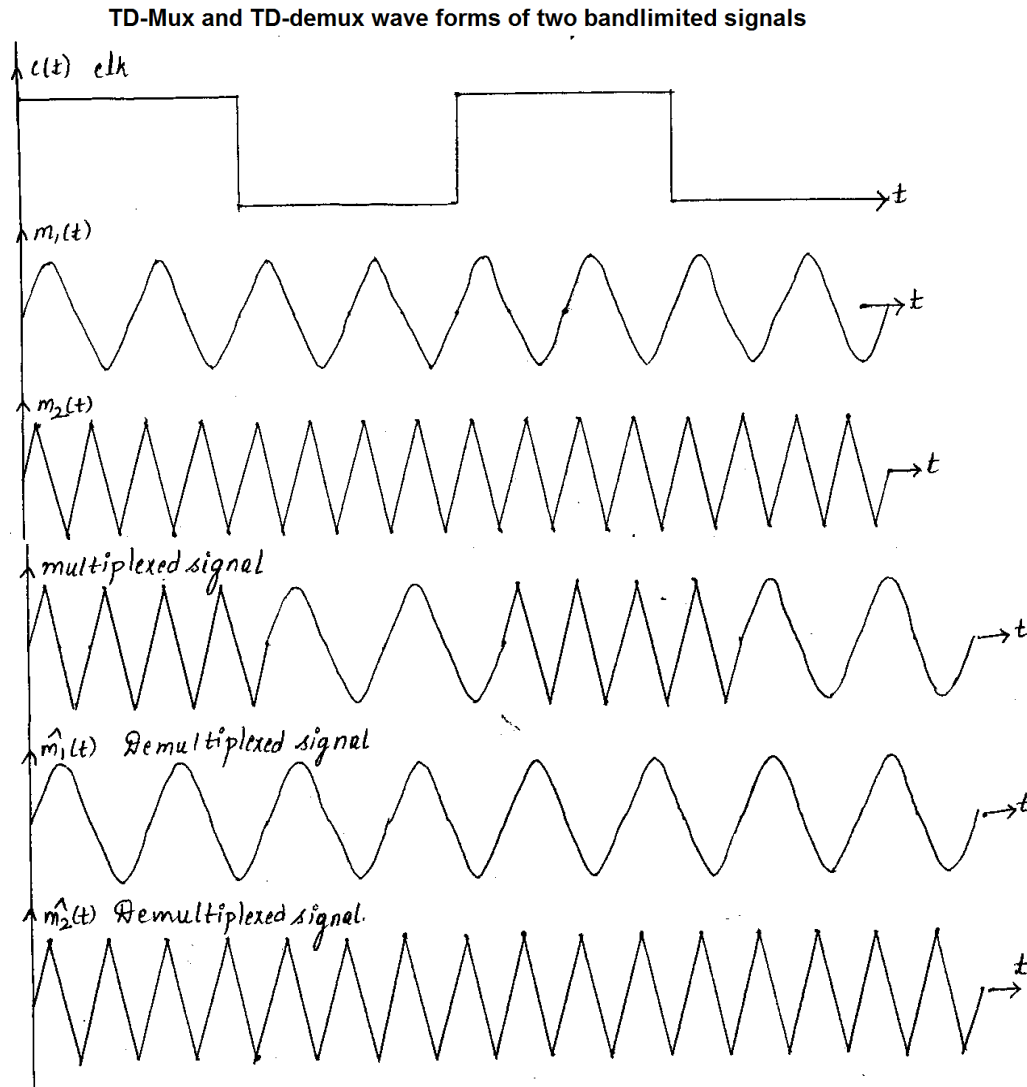 TD-Mux and TD-demux wave forms of two bandlimited signals
c(t) clk
t
m₁(t)
t
m₂(t)
t
multiplexed signal
t
m̂₁(t) Demultiplexed signal
t
m̂₂(t) Demultiplexed signal.
t